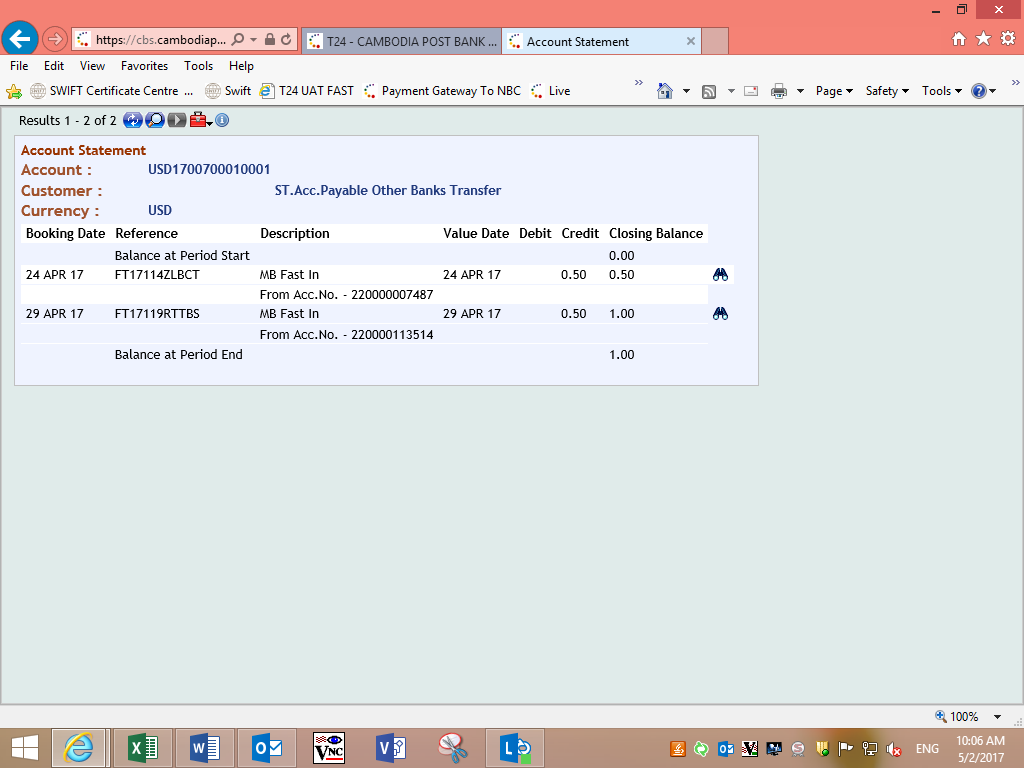 https://cbs.cambodiap... T24 - CAMBODIA POST BANK ... Account Statement
File Edit View Favorites Tools Help
SWIFT Certificate Centre ... Swift T24 UAT FAST Payment Gateway To NBC Live Page Safety Tools
Results 1 - 2 of 2
Account Statement
Account : USD1700700010001
Customer : ST.Acc.Payable Other Banks Transfer
Currency : USD
Booking Date Reference Description Value Date Debit Credit Closing Balance
Balance at Period Start 0.00
24 APR 17 FT17114ZLBCT MB Fast In 24 APR 17 0.50 0.50
From Acc.No. - 220000007487
29 APR 17 FT17119RTTBS MB Fast In 29 APR 17 0.50 1.00
From Acc.No. - 220000113514
Balance at Period End 1.00
100%
ENG 10:06 AM
5/2/2017